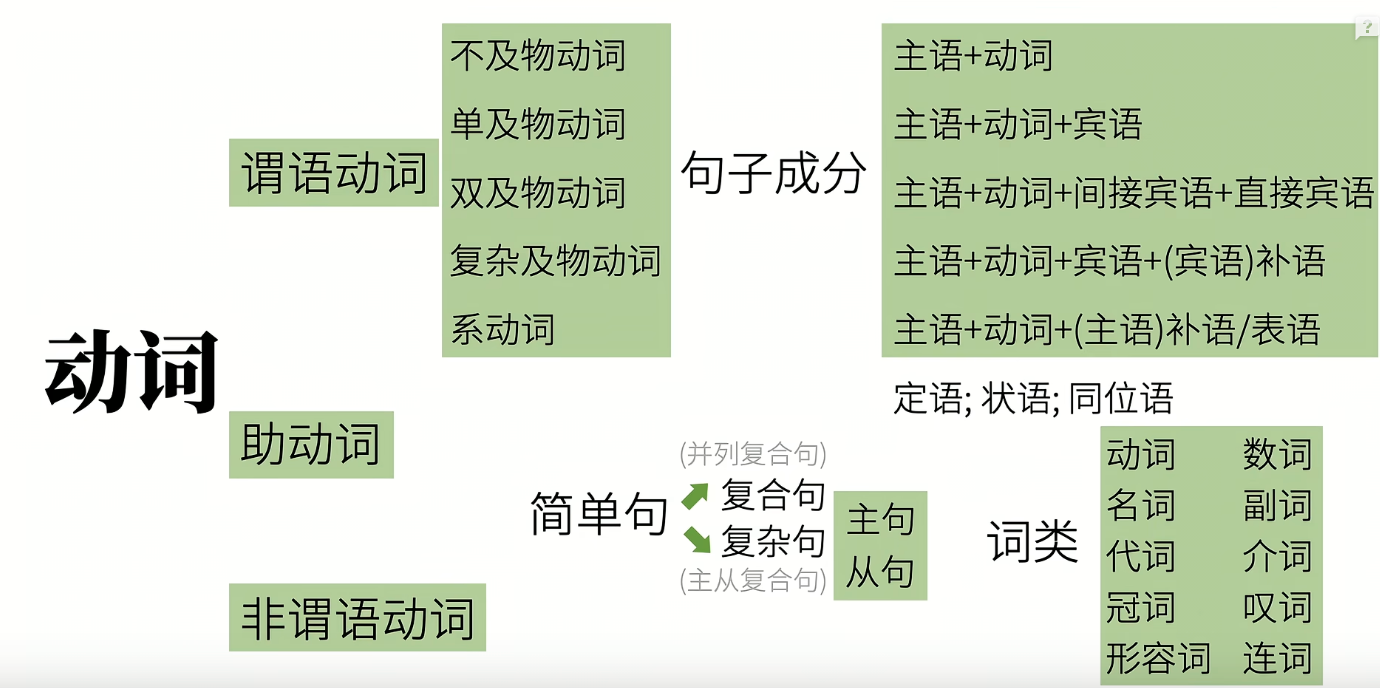 动词
谓语动词
不及物动词
单及物动词
双及物动词
复杂及物动词
系动词
句子成分
主语+动词
主语+动词+宾语
主语+动词+间接宾语+直接宾语
主语+动词+宾语+(宾语)补语
主语+动词+(主语)补语/表语
定语; 状语; 同位语
助动词
非谓语动词
简单句
(并列复合句)
复合句
复杂句
(主从复合句)
主句
从句
词类
动词 数词
名词 副词
代词 介词
冠词 叹词
形容词 连词
?